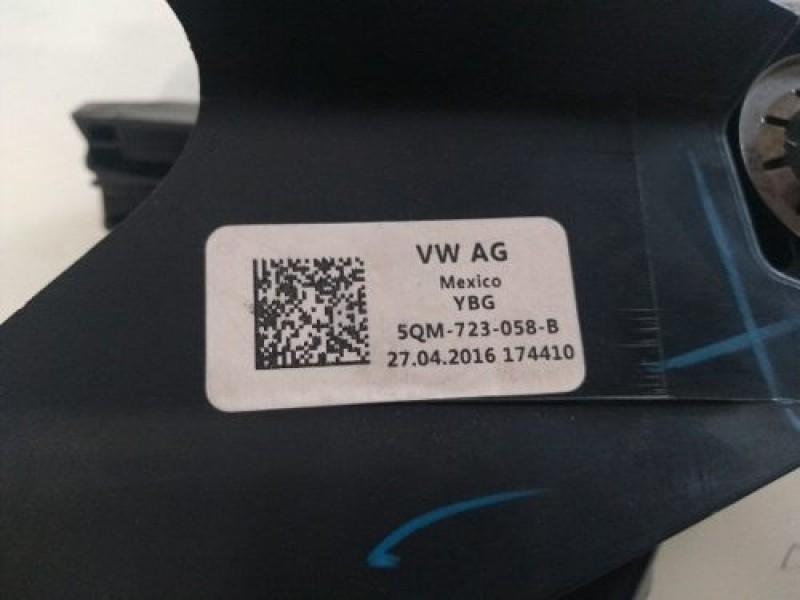 VW AG
Mexico
YBG
5QM-723-058-B
27.04.2016 174410